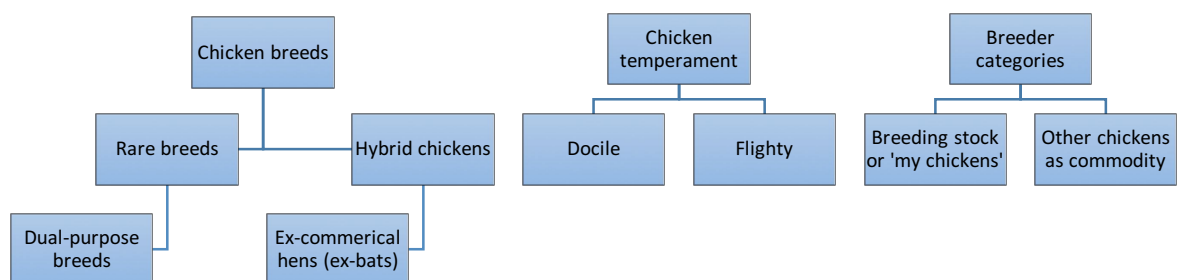 Chicken breeds
Rare breeds
Hybrid chickens
Dual-purpose
breeds
Ex-commerical
hens (ex-bats)
Chicken
temperament
Docile
Flighty
Breeder
categories
Breeding stock
or 'my chickens'
Other chickens
as commodity